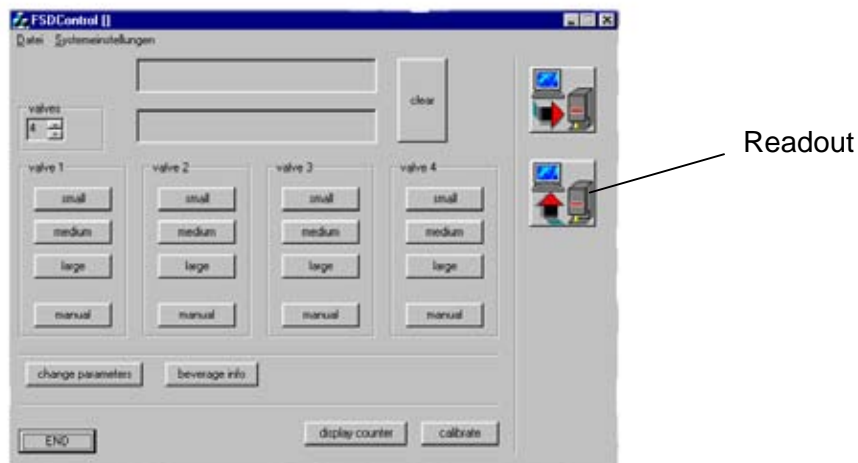 FSDControl []
Datei Systemeinstellungen
clear
valves
4
valve 1 valve 2 valve 3 valve 4
small small small small
medium medium medium medium
large large large large
manual manual manual manual
change parameters beverage info
END display counter calibrate
Readout